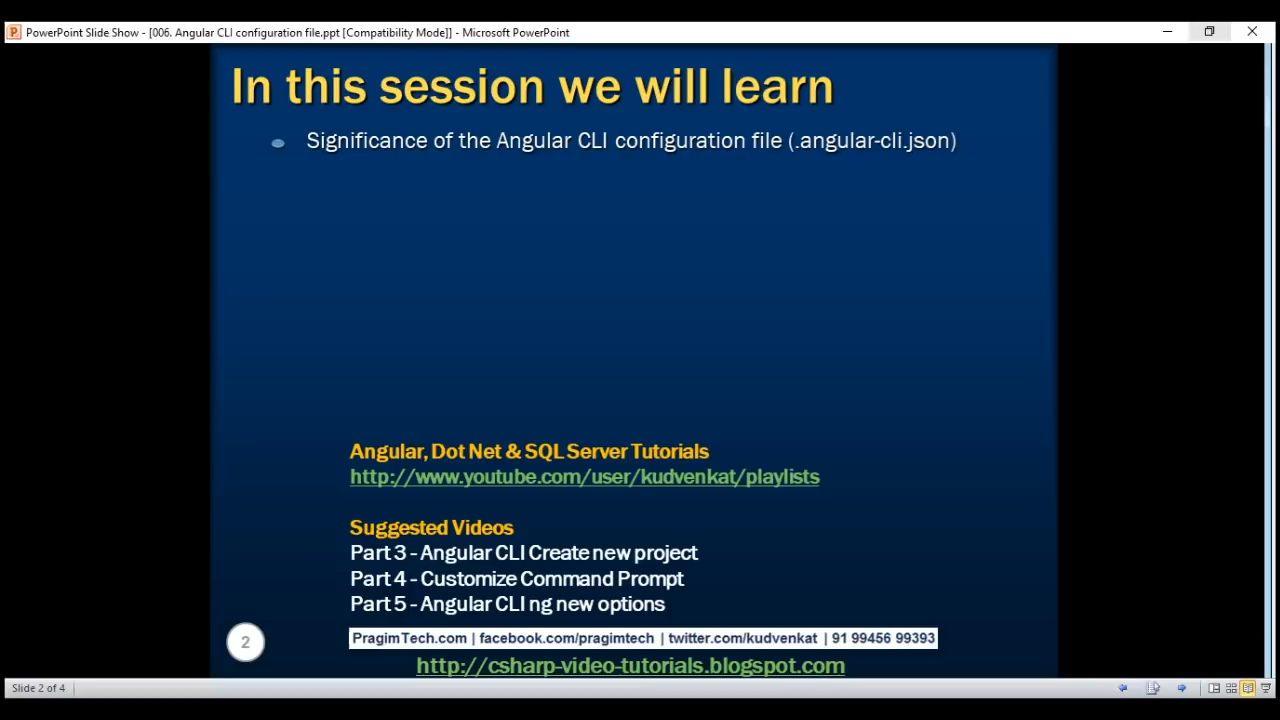 PowerPoint Slide Show - [006. Angular CLI configuration file.ppt [Compatibility Mode]] - Microsoft PowerPoint
In this session we will learn
Significance of the Angular CLI configuration file (.angular-cli.json)
Angular, Dot Net & SQL Server Tutorials
http://www.youtube.com/user/kudvenkat/playlists
Suggested Videos
Part 3 - Angular CLI Create new project
Part 4 - Customize Command Prompt
Part 5 - Angular CLI ng new options
2
PragimTech.com | facebook.com/pragimtech | twitter.com/kudvenkat | 91 99456 99393
http://csharp-video-tutorials.blogspot.com
Slide 2 of 4